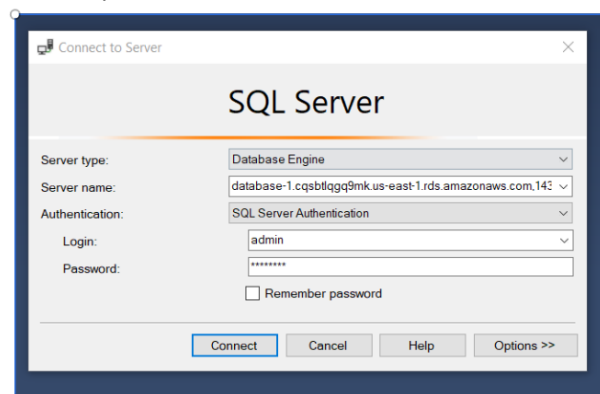 Connect to Server
SQL Server
Server type: Database Engine
Server name: database-1.cqsbtlqgq9mk.us-east-1.rds.amazonaws.com,143
Authentication: SQL Server Authentication
Login: admin
Password: ********
Remember password
Connect Cancel Help Options >>